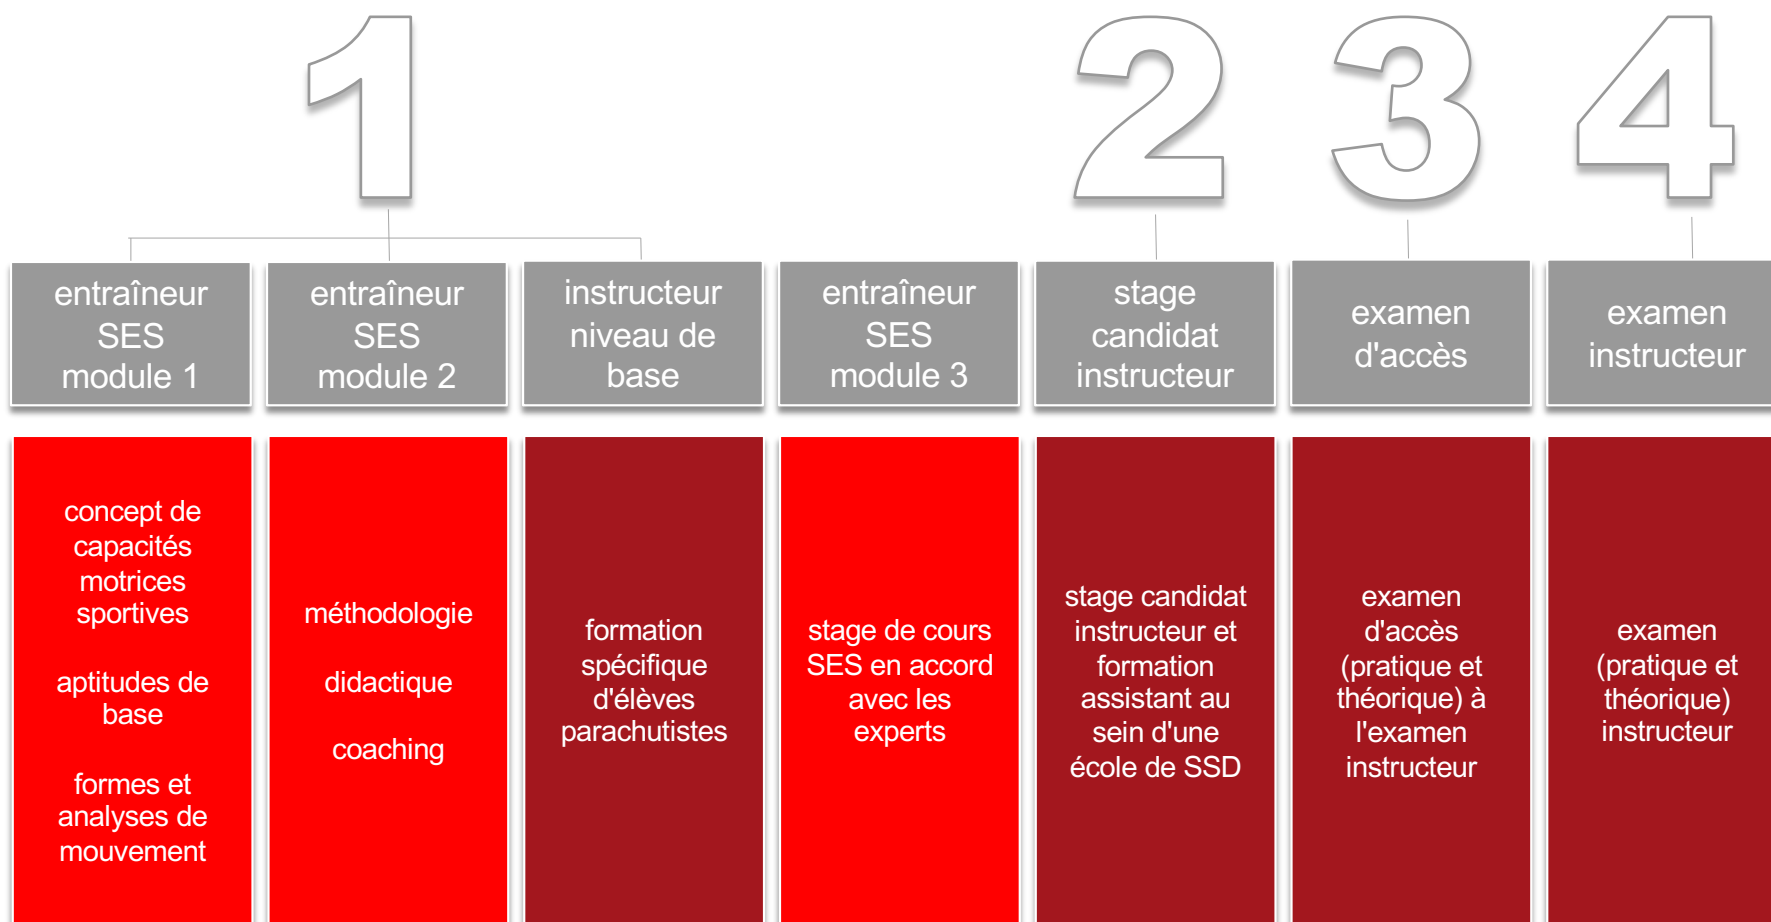 1
2
3
4
entraîneur
SES
module 1
entraîneur
SES
module 2
instructeur
niveau de
base
entraîneur
SES
module 3
stage
candidat
instructeur
examen
d'accès
examen
instructeur
concept de
capacités
motrices
sportives
aptitudes de
base
formes et
analyses de
mouvement
méthodologie
didactique
coaching
formation
spécifique
d'élèves
parachutistes
stage de cours
SES en accord
avec les
experts
stage candidat
instructeur et
formation
assistant au
sein d'une
école de SSD
examen
d'accès
(pratique et
théorique) à
l'examen
instructeur
examen
(pratique et
théorique)
instructeur